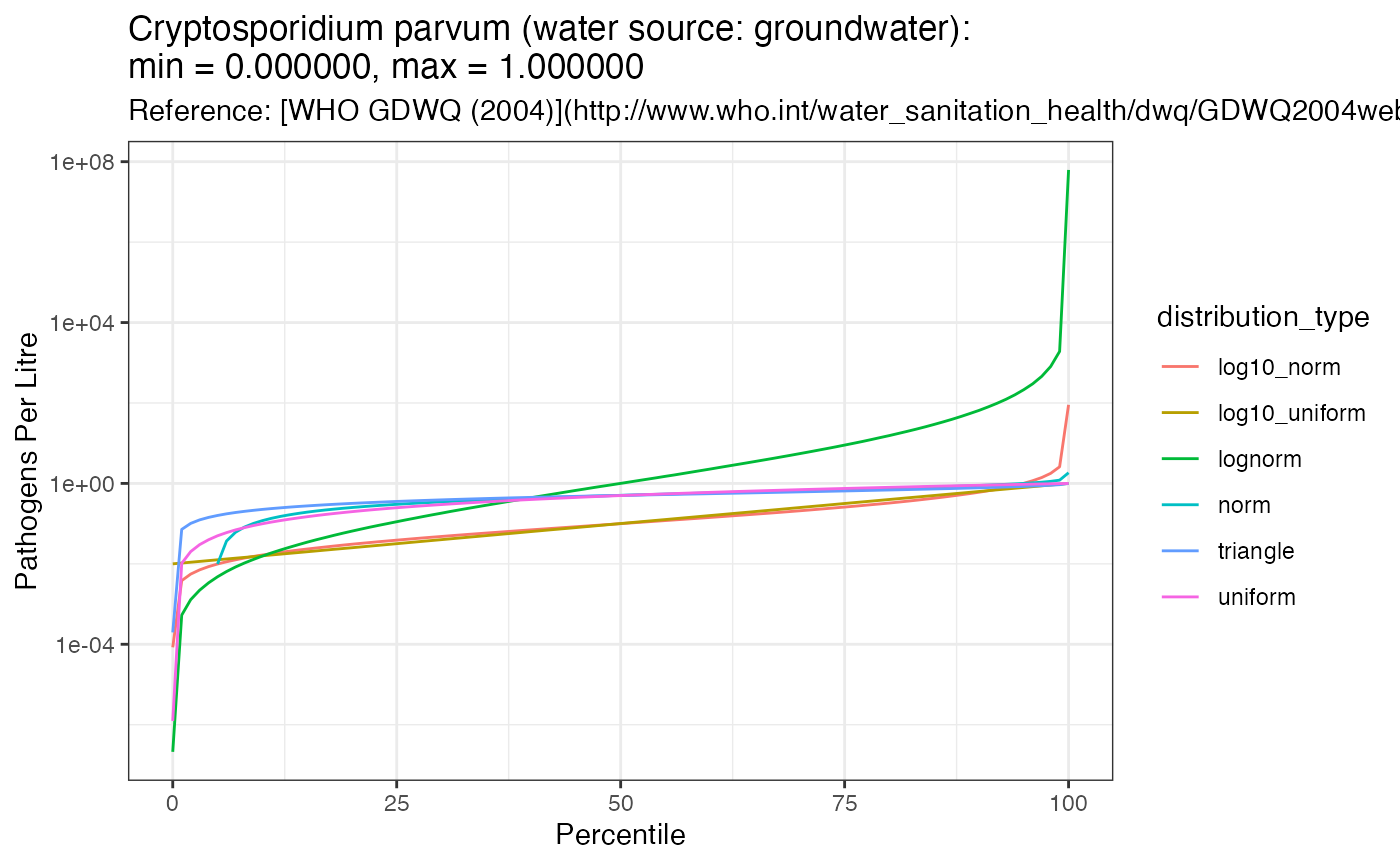 Cryptosporidium parvum (water source: groundwater):
min = 0.000000, max = 1.000000
Reference: [WHO GDWQ (2004)](http://www.who.int/water_sanitation_health/dwq/GDWQ2004web
Pathogens Per Litre
1e+08
1e+04
1e+00
1e-04
0 25 50 75 100
Percentile
distribution_type
log10_norm
log10_uniform
lognorm
norm
triangle
uniform